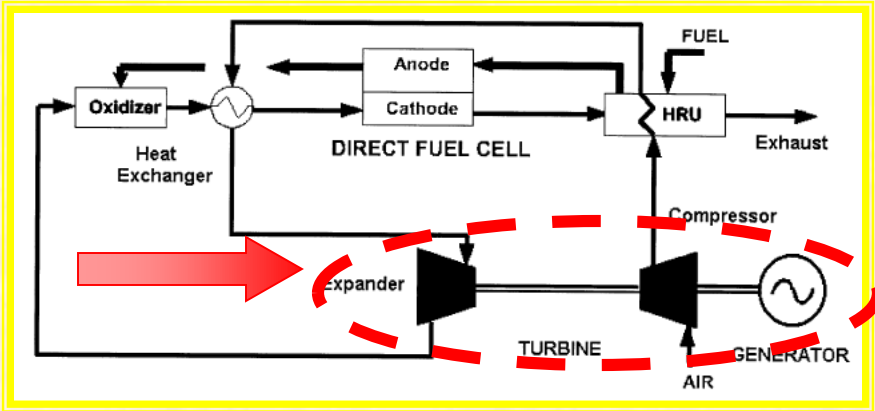 FUEL
Anode
Oxidizer
Cathode
HRU
Heat
Exchanger
DIRECT FUEL CELL
Exhaust
Compressor
Expander
TURBINE
GENERATOR
AIR